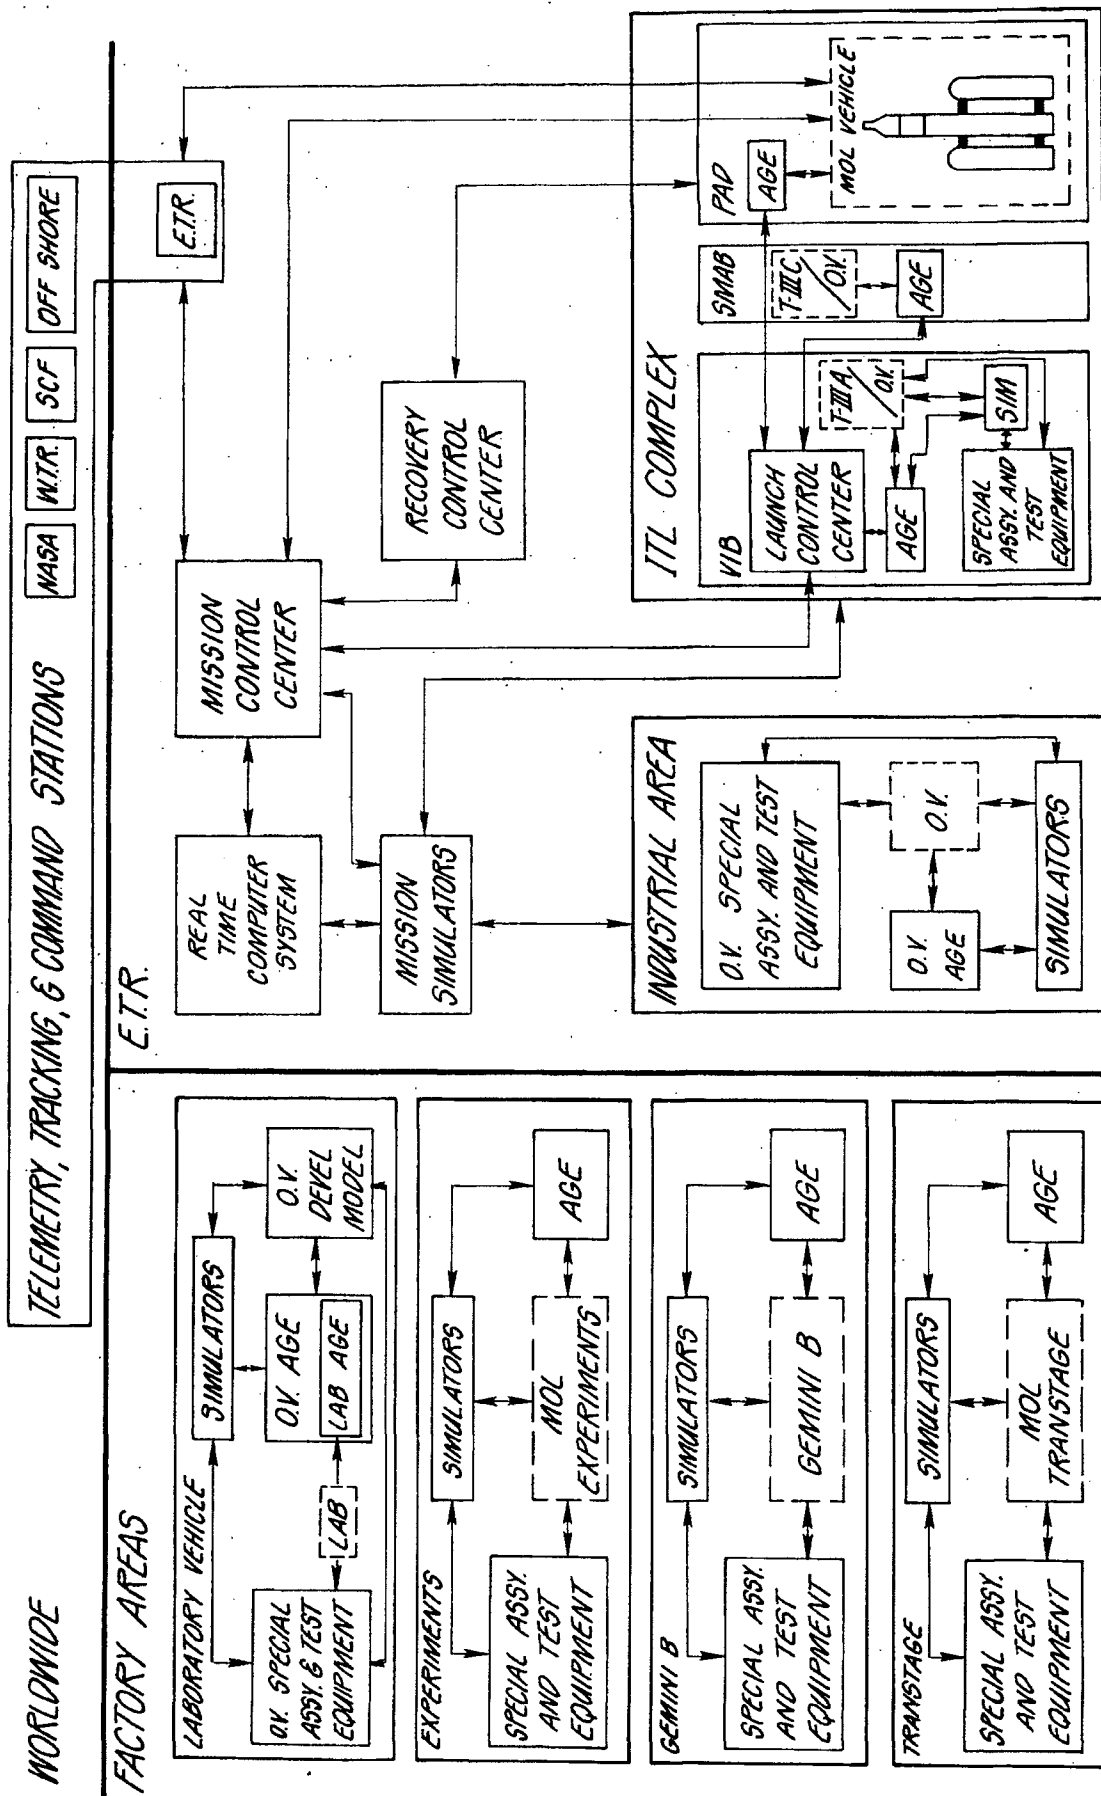 WORLDWIDE
TELEMETRY, TRACKING, & COMMAND STATIONS
NASA
W.T.R.
SCF
OFF SHORE
E.T.R.
FACTORY AREAS
LABORATORY VEHICLE
SIMULATORS
O.V. SPECIAL
ASSY. & TEST
EQUIPMENT
LAB
O.V. AGE
LAB AGE
O.V.
DEVEL
MODEL
EXPERIMENTS
SIMULATORS
SPECIAL ASSY.
AND TEST
EQUIPMENT
MOL
EXPERIMENTS
AGE
GEMINI B
SIMULATORS
SPECIAL ASSY.
AND TEST
EQUIPMENT
GEMINI B
AGE
TRANSTAGE
SIMULATORS
SPECIAL ASSY.
AND TEST
EQUIPMENT
MOL
TRANSTAGE
AGE
E.T.R.
REAL
TIME
COMPUTER
SYSTEM
MISSION
CONTROL
CENTER
MISSION
SIMULATORS
RECOVERY
CONTROL
CENTER
INDUSTRIAL AREA
O.V. SPECIAL
ASSY. AND TEST
EQUIPMENT
O.V.
AGE
O.V.
SIMULATORS
ITL COMPLEX
VIB
LAUNCH
CONTROL
CENTER
T-IIIA
/O.V.
AGE
SIM
SPECIAL
ASSY. AND
TEST
EQUIPMENT
SMAB
T-IIIC
/O.V.
AGE
PAD
AGE
MOL VEHICLE